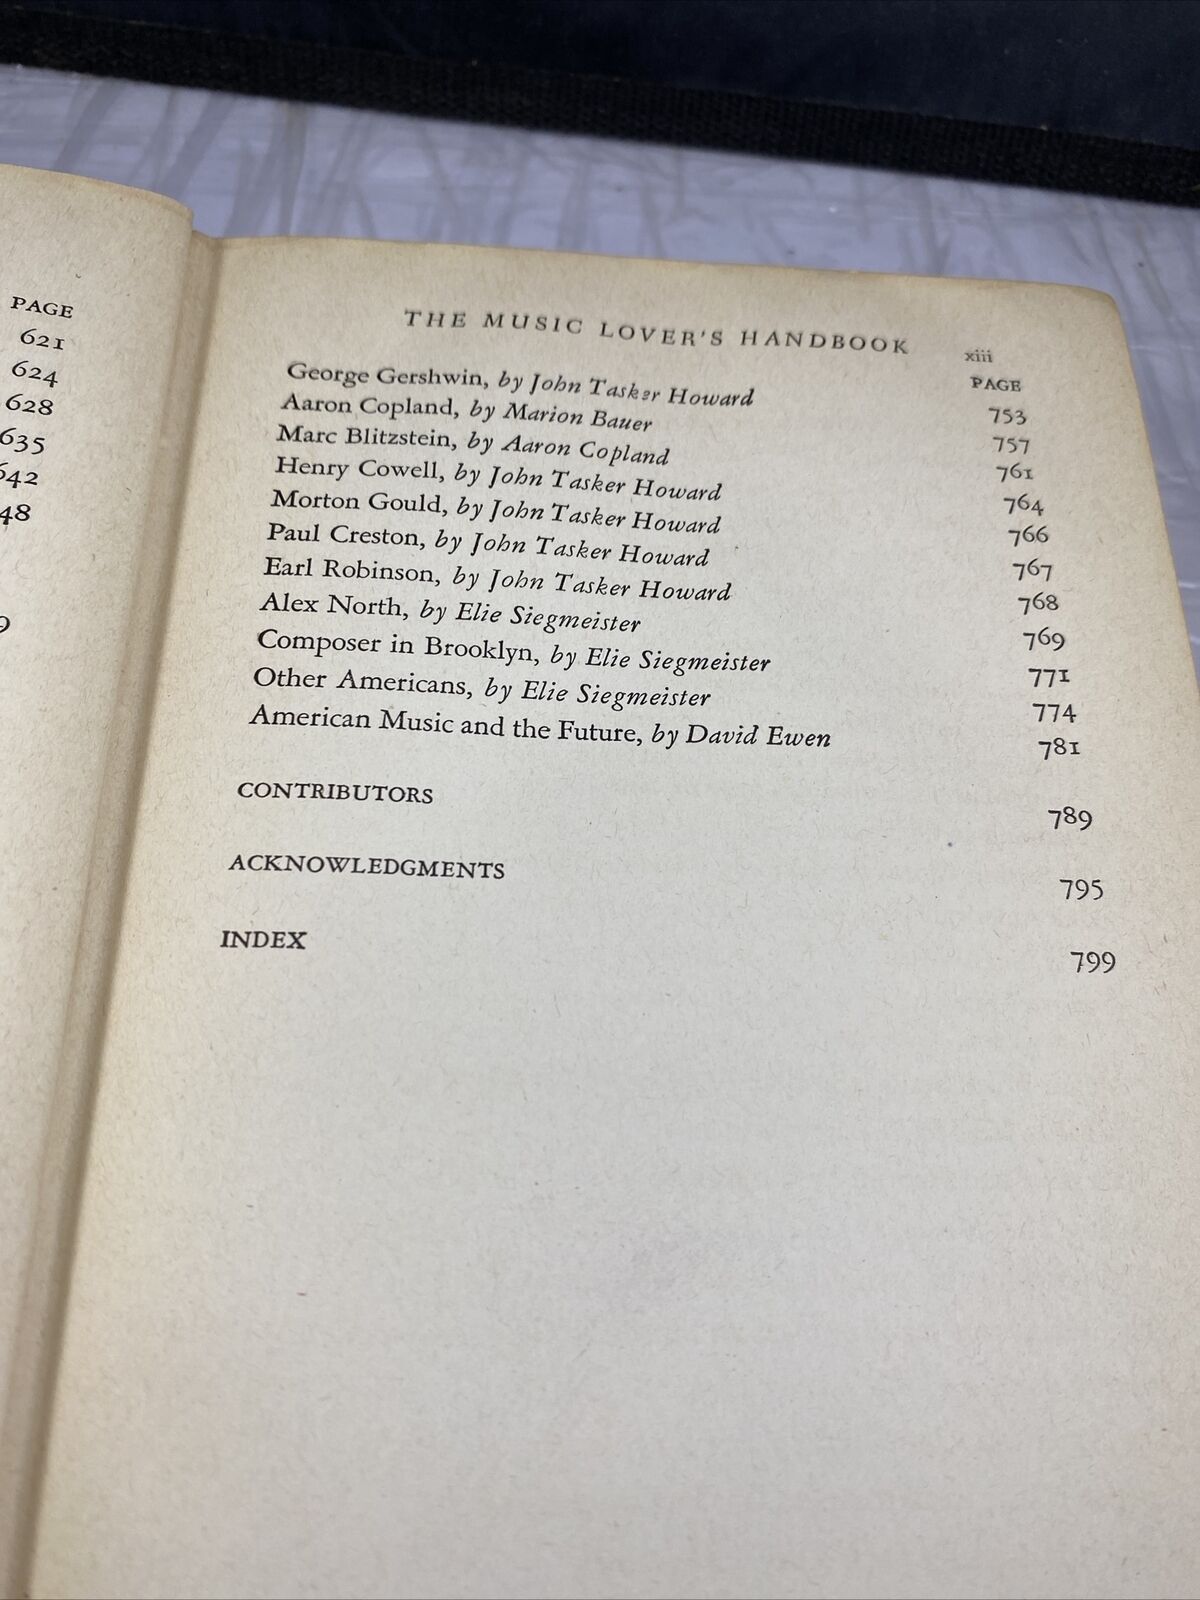 PAGE
621
624
628
635
642
48
9
THE MUSIC LOVER'S HANDBOOK xiii
PAGE
George Gershwin, by John Tasker Howard 753
Aaron Copland, by Marion Bauer 757
Marc Blitzstein, by Aaron Copland 761
Henry Cowell, by John Tasker Howard 764
Morton Gould, by John Tasker Howard 766
Paul Creston, by John Tasker Howard 767
Earl Robinson, by John Tasker Howard 768
Alex North, by Elie Siegmeister 769
Composer in Brooklyn, by Elie Siegmeister 771
Other Americans, by Elie Siegmeister 774
American Music and the Future, by David Ewen 781
CONTRIBUTORS 789
ACKNOWLEDGMENTS 795
INDEX 799